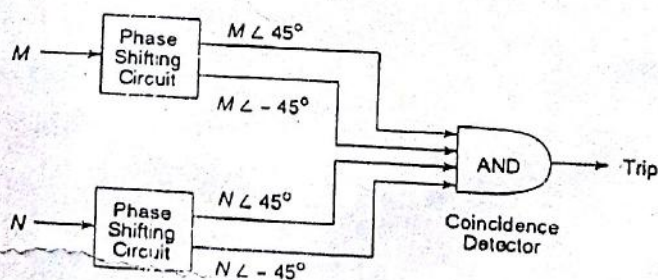 M
Phase
Shifting
Circuit
M ∠ 45°
M ∠ - 45°
AND
Trip
Coincidence
Detector
N
Phase
Shifting
Circuit
N ∠ 45°
N ∠ - 45°